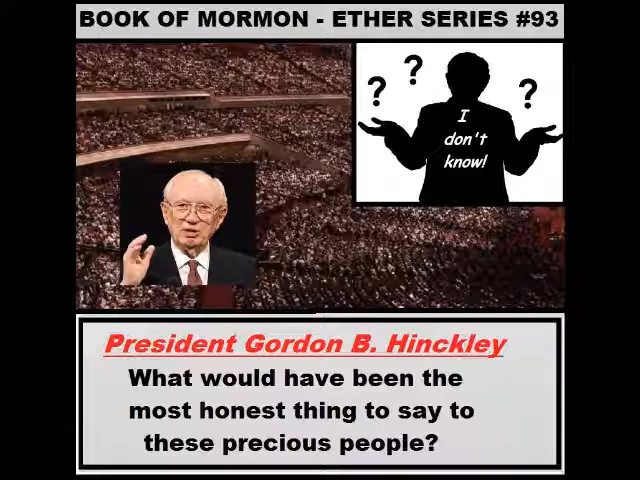 BOOK OF MORMON - ETHER SERIES #93
? ? ?
I
don't
know!
President Gordon B. Hinckley
What would have been the
most honest thing to say to
these precious people?